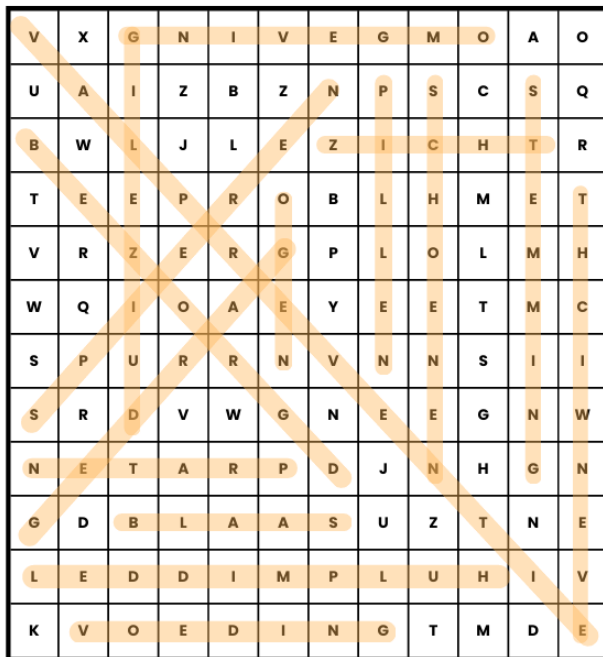 V X G N I V E G M O A O
U A I Z B Z N P S C S Q
B W L J L E Z I C H T R
T E E P R O B L H M E T
V R Z E R G P L O L M H
W Q I O A E Y E E T M C
S P U R R N V N N S I I
S R D V W G N E E G N W
N E T A R P D J N H G N
G D B L A A S U Z T N E
L E D D I M P L U H I V
K V O E D I N G T M D E